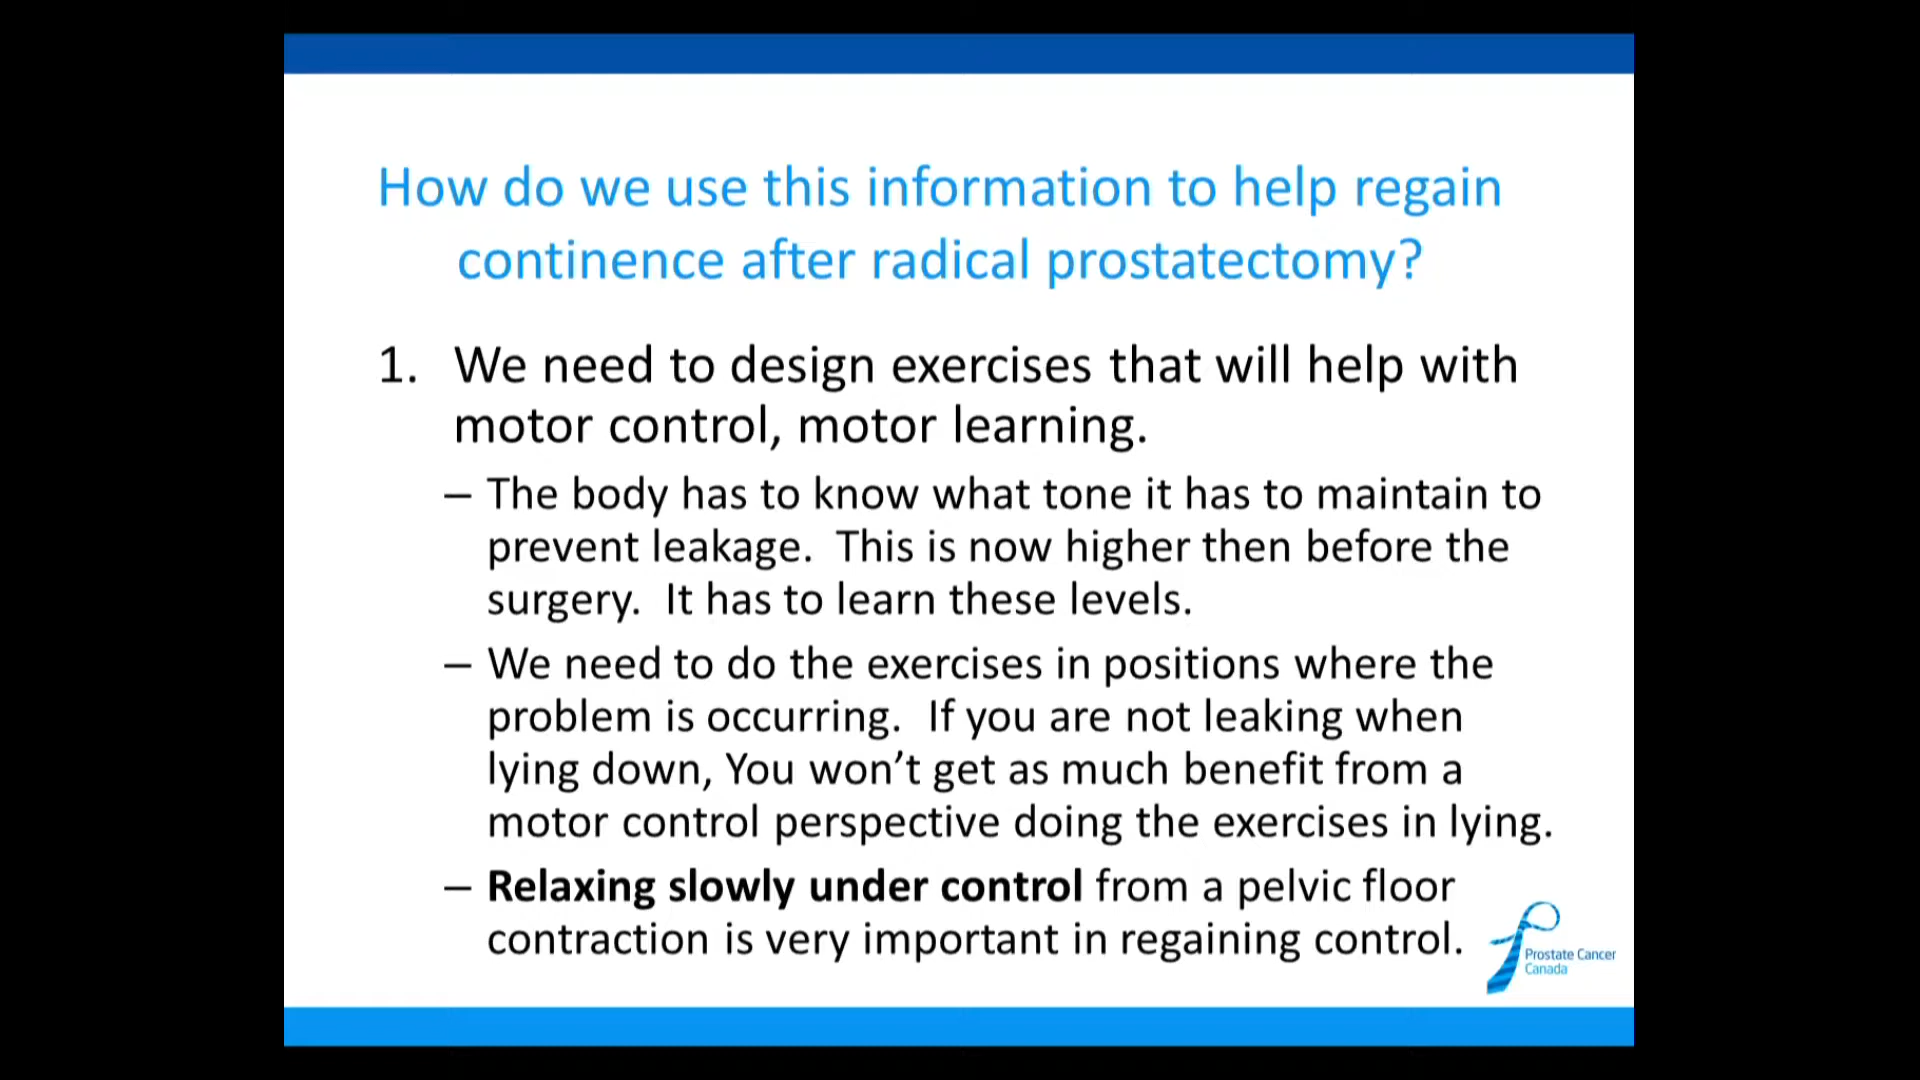 How do we use this information to help regain
continence after radical prostatectomy?
1. We need to design exercises that will help with
motor control, motor learning.
– The body has to know what tone it has to maintain to
prevent leakage.  This is now higher then before the
surgery.  It has to learn these levels.
– We need to do the exercises in positions where the
problem is occurring.  If you are not leaking when
lying down, You won’t get as much benefit from a
motor control perspective doing the exercises in lying.
– Relaxing slowly under control from a pelvic floor
contraction is very important in regaining control.
Prostate Cancer
Canada